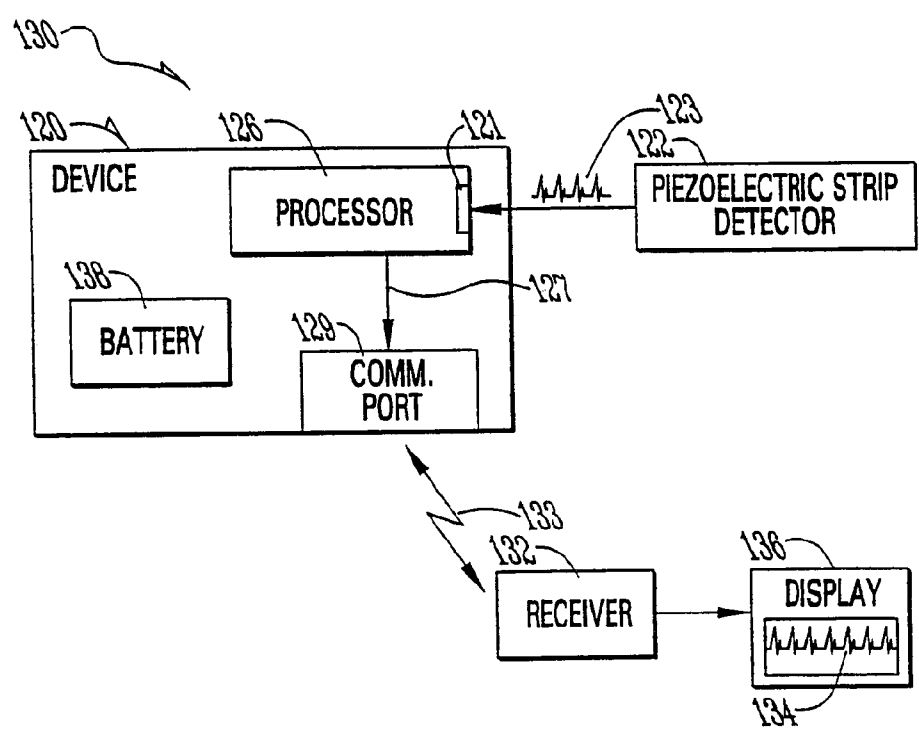 130
120
126
121
123
122
DEVICE
PROCESSOR
PIEZOELECTRIC STRIP
DETECTOR
138
127
BATTERY
129
COMM.
PORT
133
132
136
RECEIVER
DISPLAY
134